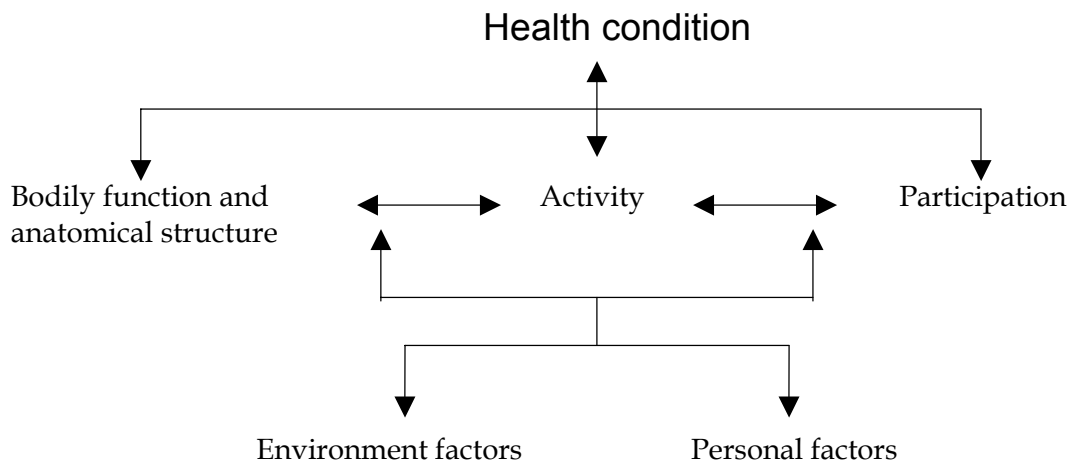 Health condition
Bodily function and
anatomical structure
Activity
Participation
Environment factors
Personal factors